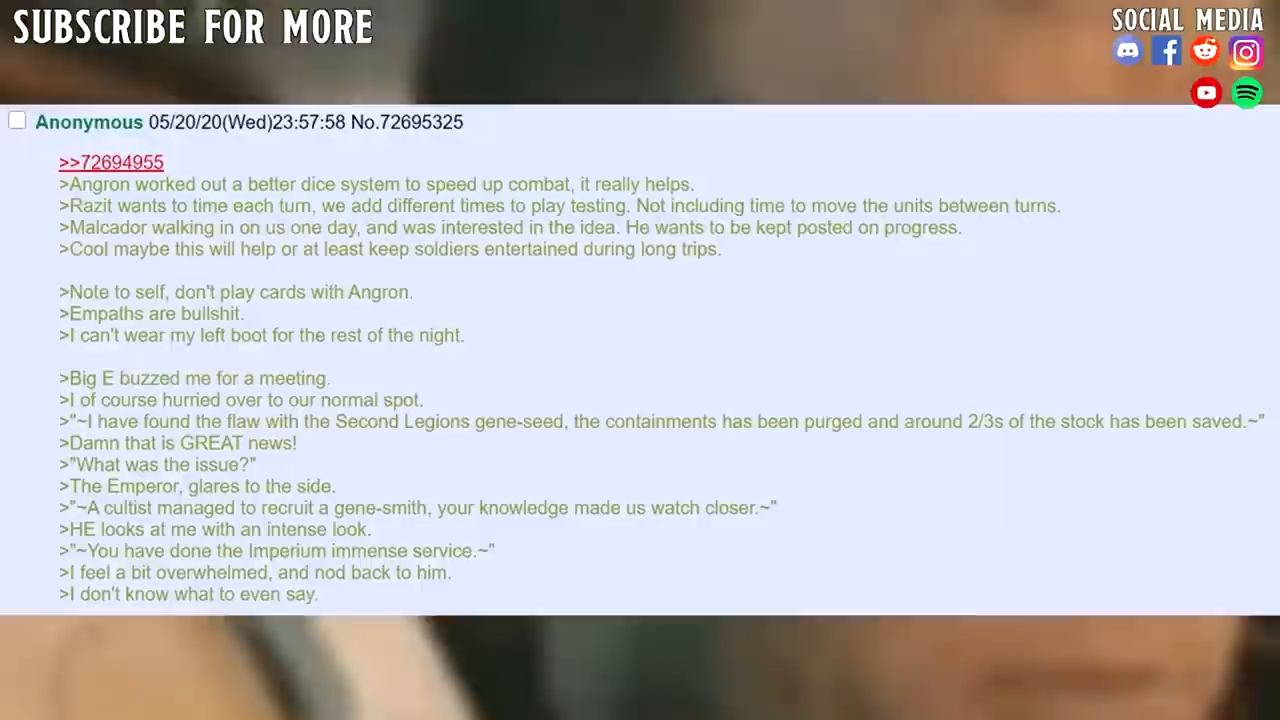 SUBSCRIBE FOR MORE
SOCIAL MEDIA
Anonymous 05/20/20(Wed)23:57:58 No.72695325
>>72694955
>Angron worked out a better dice system to speed up combat, it really helps.
>Razit wants to time each turn, we add different times to play testing. Not including time to move the units between turns.
>Malcador walking in on us one day, and was interested in the idea. He wants to be kept posted on progress.
>Cool maybe this will help or at least keep soldiers entertained during long trips.
>Note to self, don't play cards with Angron.
>Empaths are bullshit.
>I can't wear my left boot for the rest of the night.
>Big E buzzed me for a meeting.
>I of course hurried over to our normal spot.
>"~I have found the flaw with the Second Legions gene-seed, the containments has been purged and around 2/3s of the stock has been saved.~"
>Damn that is GREAT news!
>"What was the issue?"
>The Emperor, glares to the side.
>"~A cultist managed to recruit a gene-smith, your knowledge made us watch closer.~"
>HE looks at me with an intense look.
>"~You have done the Imperium immense service.~"
>I feel a bit overwhelmed, and nod back to him.
>I don't know what to even say.